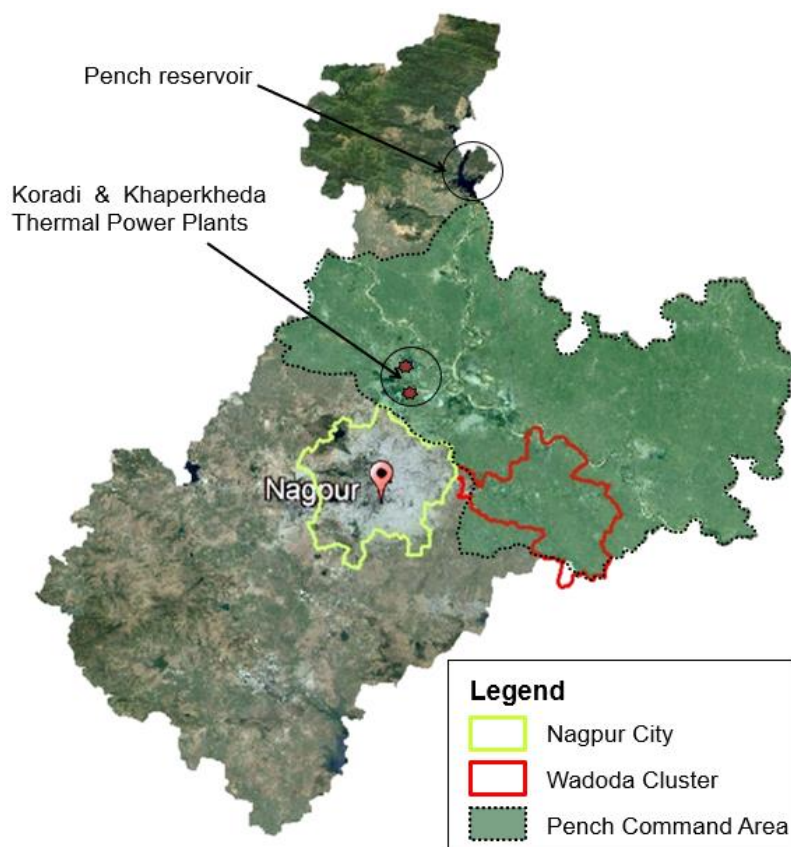 Pench reservoir
Koradi & Khaperkheda
Thermal Power Plants
Nagpur
Legend
Nagpur City
Wadoda Cluster
Pench Command Area